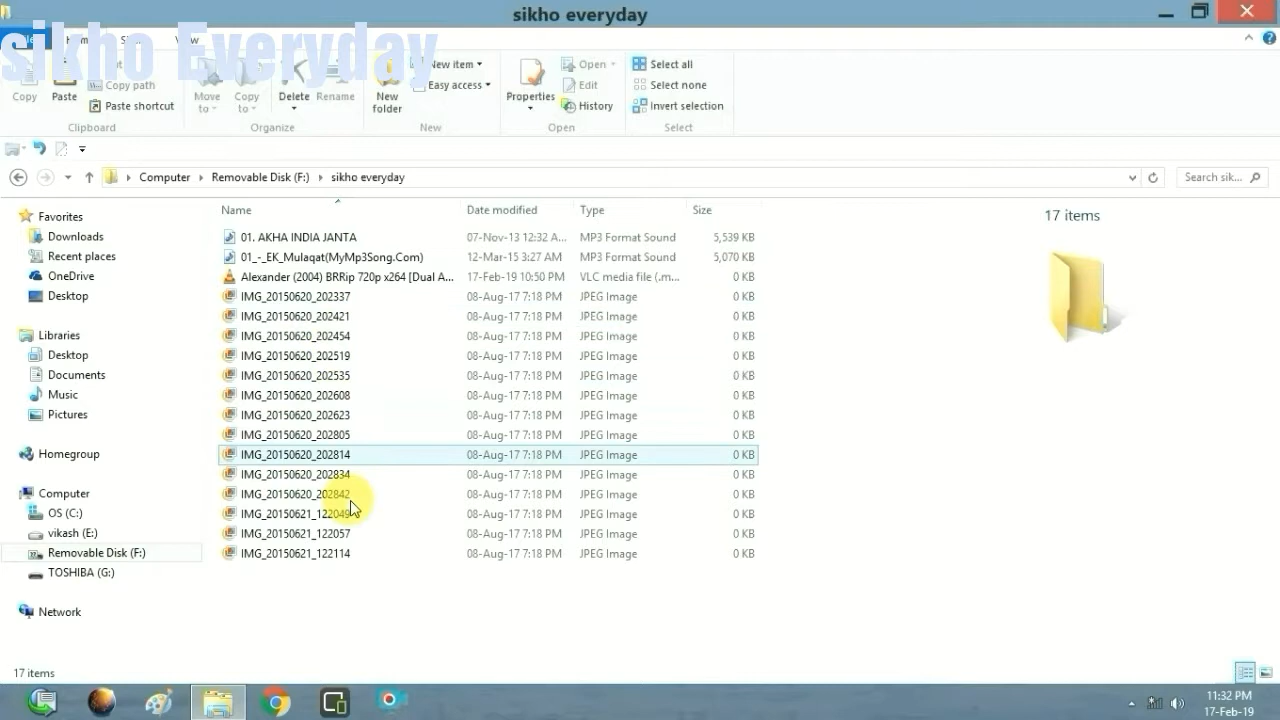 sikho everyday
sikho Everyday
View
New item
Open
Select all
Copy path
Easy access
Edit
Select none
Copy
Paste
Paste shortcut
Move to
Copy to
Delete
Rename
New folder
Properties
History
Invert selection
Clipboard
Organize
New
Open
Select
Computer
Removable Disk (F:)
sikho everyday
Search sik...
Name Date modified Type Size
01. AKHA INDIA JANTA 07-Nov-13 12:32 A... MP3 Format Sound 5,539 KB
01_-_EK_Mulaqat(MyMp3Song.Com) 12-Mar-15 3:27 AM MP3 Format Sound 5,070 KB
Alexander (2004) BRRip 720p x264 [Dual A... 17-Feb-19 10:50 PM VLC media file (.m... 0 KB
IMG_20150620_202337 08-Aug-17 7:18 PM JPEG Image 0 KB
IMG_20150620_202421 08-Aug-17 7:18 PM JPEG Image 0 KB
IMG_20150620_202454 08-Aug-17 7:18 PM JPEG Image 0 KB
IMG_20150620_202519 08-Aug-17 7:18 PM JPEG Image 0 KB
IMG_20150620_202535 08-Aug-17 7:18 PM JPEG Image 0 KB
IMG_20150620_202608 08-Aug-17 7:18 PM JPEG Image 0 KB
IMG_20150620_202623 08-Aug-17 7:18 PM JPEG Image 0 KB
IMG_20150620_202805 08-Aug-17 7:18 PM JPEG Image 0 KB
IMG_20150620_202814 08-Aug-17 7:18 PM JPEG Image 0 KB
IMG_20150620_202834 08-Aug-17 7:18 PM JPEG Image 0 KB
IMG_20150620_202842 08-Aug-17 7:18 PM JPEG Image 0 KB
IMG_20150621_122049 08-Aug-17 7:18 PM JPEG Image 0 KB
IMG_20150621_122057 08-Aug-17 7:18 PM JPEG Image 0 KB
IMG_20150621_122114 08-Aug-17 7:18 PM JPEG Image 0 KB
Favorites
Downloads
Recent places
OneDrive
Desktop
Libraries
Desktop
Documents
Music
Pictures
Homegroup
Computer
OS (C:)
vikash (E:)
Removable Disk (F:)
TOSHIBA (G:)
Network
17 items
17 items
11:32 PM
17-Feb-19